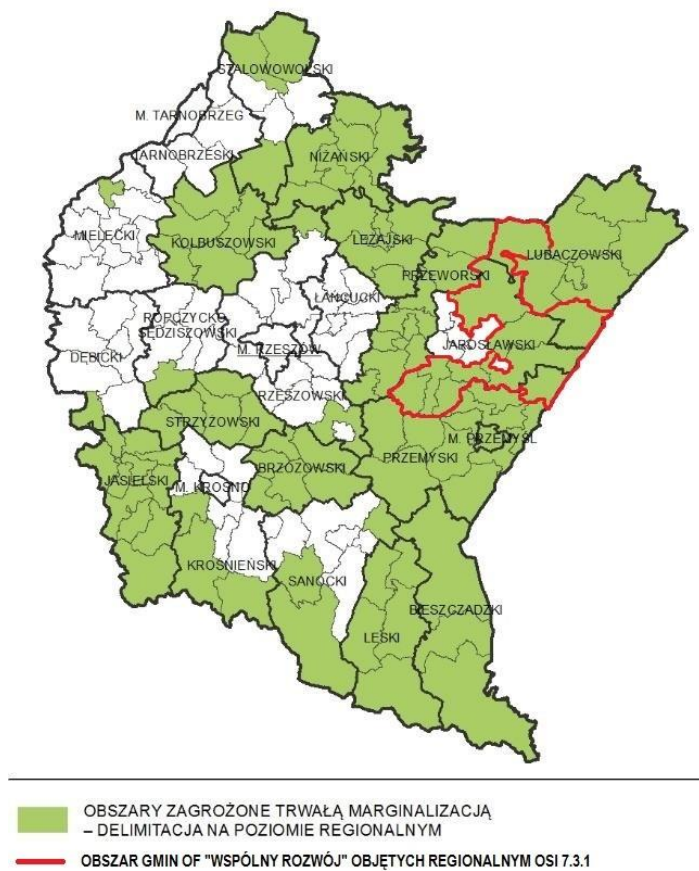 STALOWOWOLSKI
M. TARNOBRZEG
TARNOBRZESKI
NIŻAŃSKI
MIELECKI
KOLBUSZOWSKI
LEŻAJSKI
LUBACZOWSKI
PRZEWORSKI
ŁAŃCUCKI
ROPCZYCKO
SĘDZISZOWSKI
DĘBICKI
M. RZESZÓW
JAROSŁAWSKI
RZESZOWSKI
STRZYŻOWSKI
M. PRZEMYŚL
PRZEMYSKI
BRZOZOWSKI
JASIELSKI
M. KROSNO
KROŚNIEŃSKI
SANOCKI
BIESZCZADZKI
LESKI
OBSZARY ZAGROŻONE TRWAŁĄ MARGINALIZACJĄ
– DELIMITACJA NA POZIOMIE REGIONALNYM
OBSZAR GMIN OF "WSPÓLNY ROZWÓJ" OBJĘTYCH REGIONALNYM OSI 7.3.1